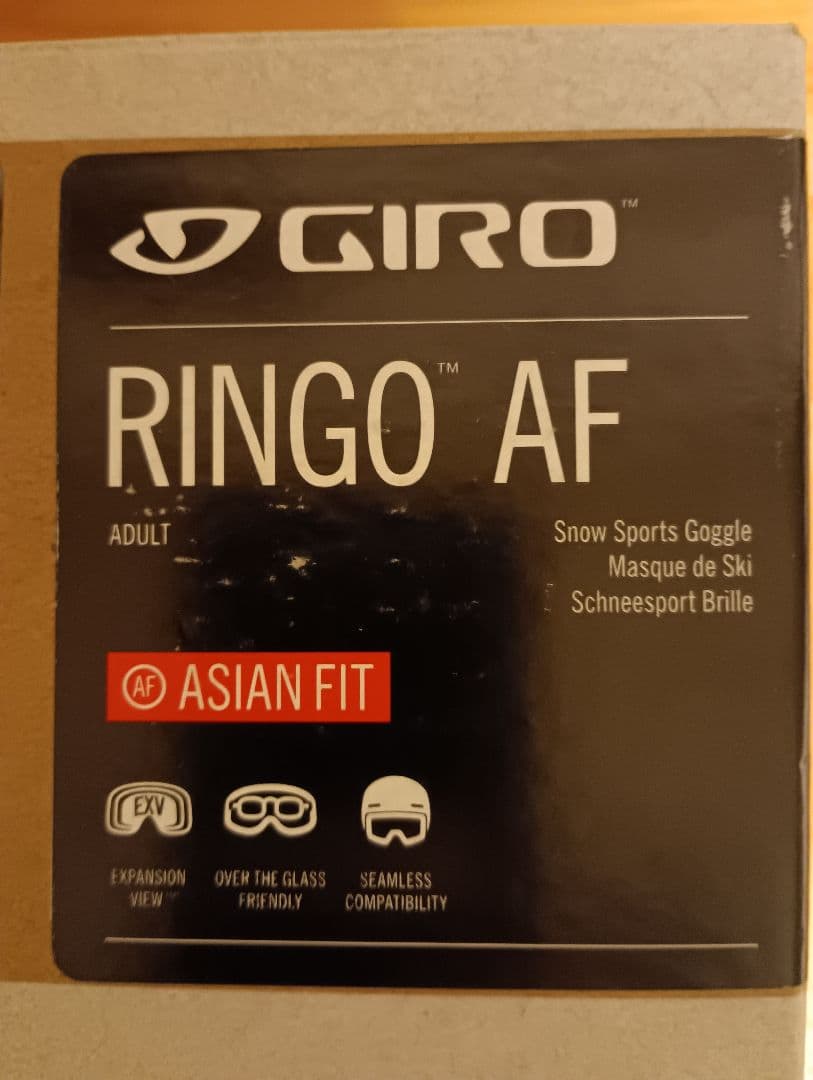 GIRO™
RINGO™ AF
ADULT
Snow Sports Goggle
Masque de Ski
Schneesport Brille
AF ASIAN FIT
EXV
EXPANSION
VIEW™
OVER THE GLASS
FRIENDLY
SEAMLESS
COMPATIBILITY